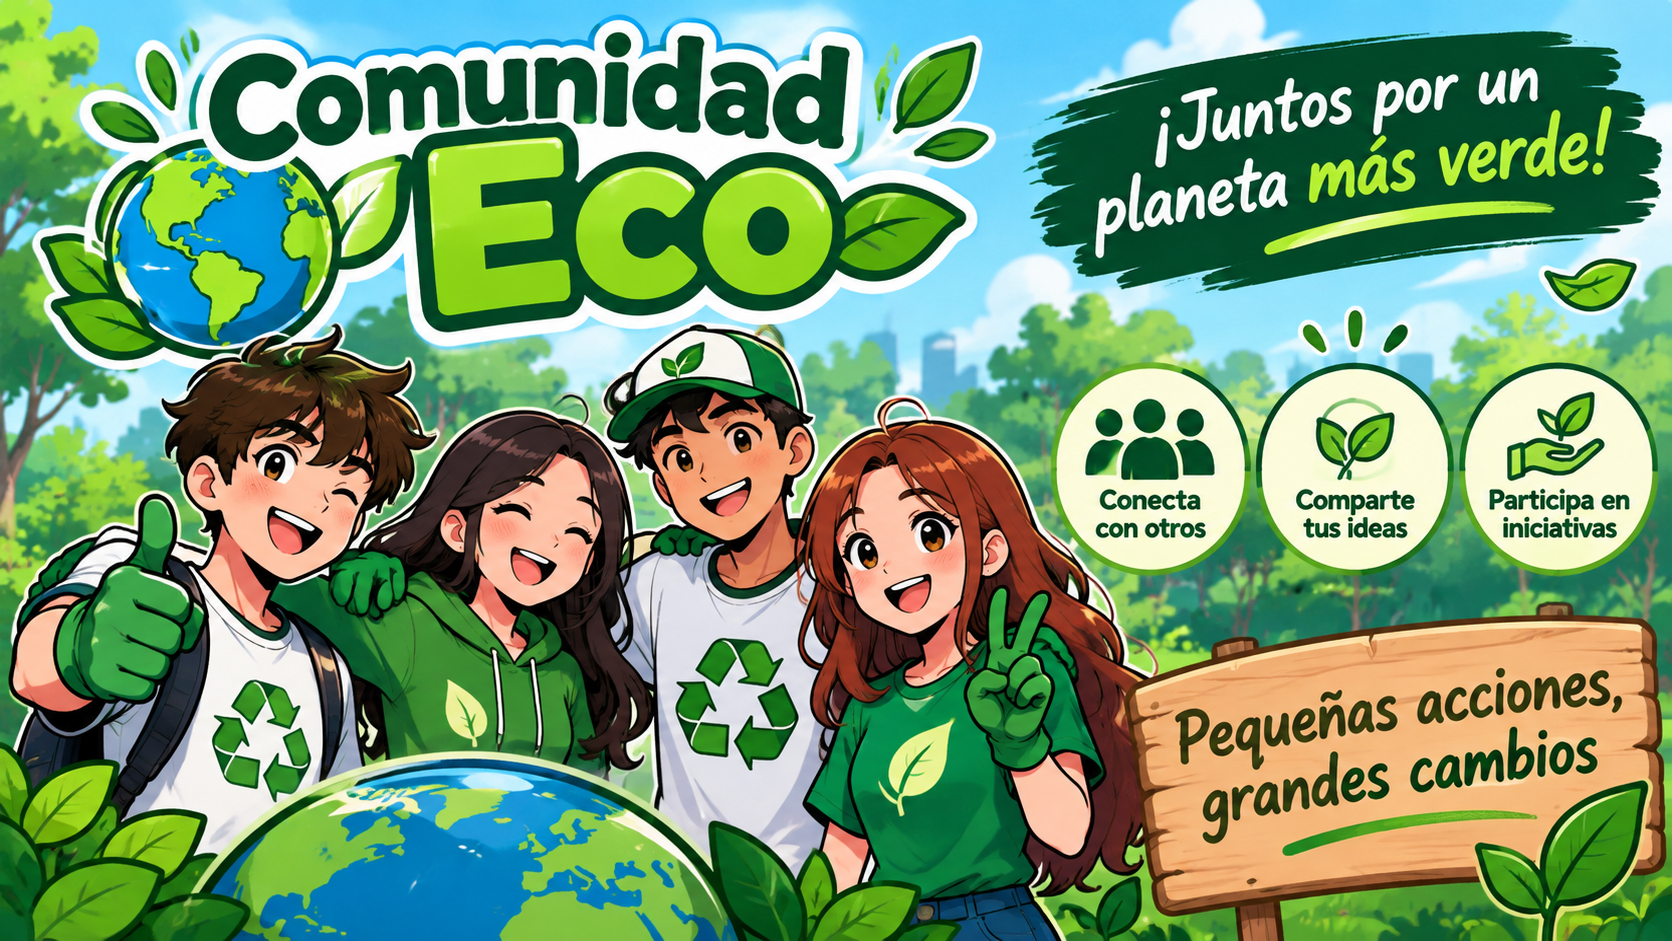 Comunidad
Eco
¡Juntos por un
planeta más verde!
Conecta
con otros
Comparte
tus ideas
Participa en
iniciativas
Pequeñas acciones,
grandes cambios